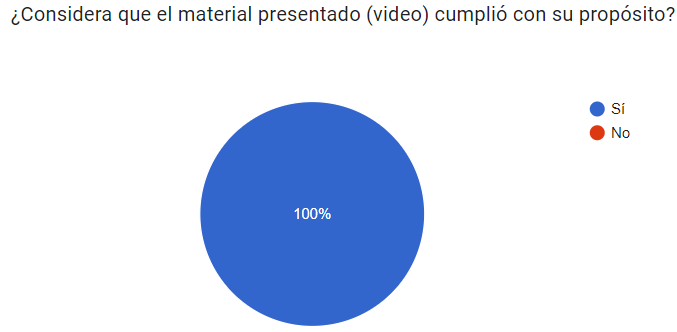 ¿Considera que el material presentado (video) cumplió con su propósito?
Sí
No
100%